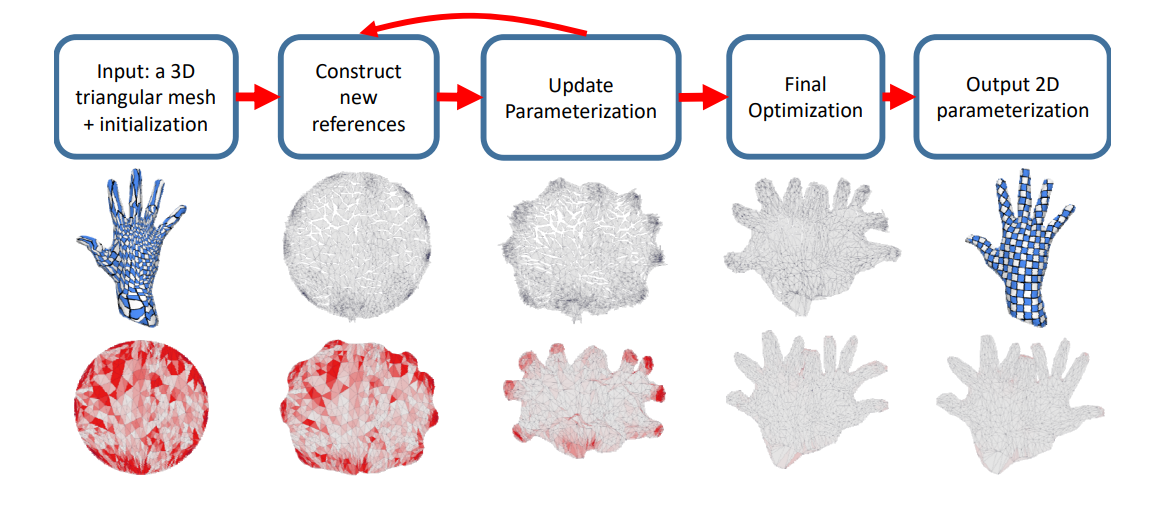 Input: a 3D
triangular mesh
+ initialization
Construct
new
references
Update
Parameterization
Final
Optimization
Output 2D
parameterization